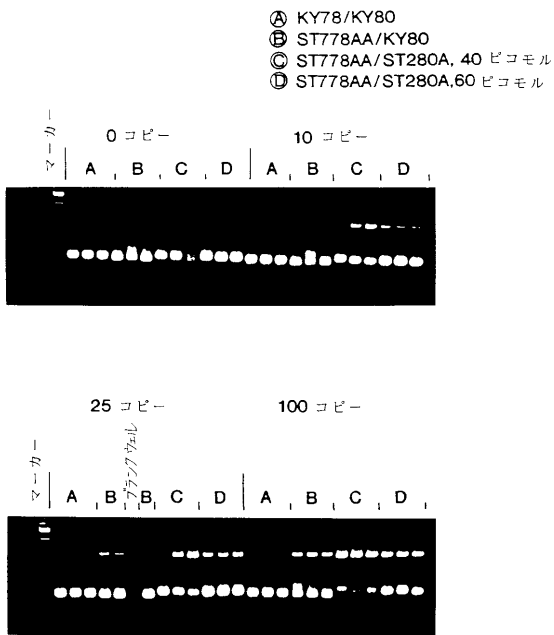 Ⓐ KY78/KY80
Ⓑ ST778AA/KY80
Ⓒ ST778AA/ST280A, 40 ピコモル
Ⓓ ST778AA/ST280A,60 ピコモル
マーカー
0 コピー 10 コピー
A B C D A B C D
25 コピー 100 コピー
マーカー
ブランクウェル
A B B C D A B C D